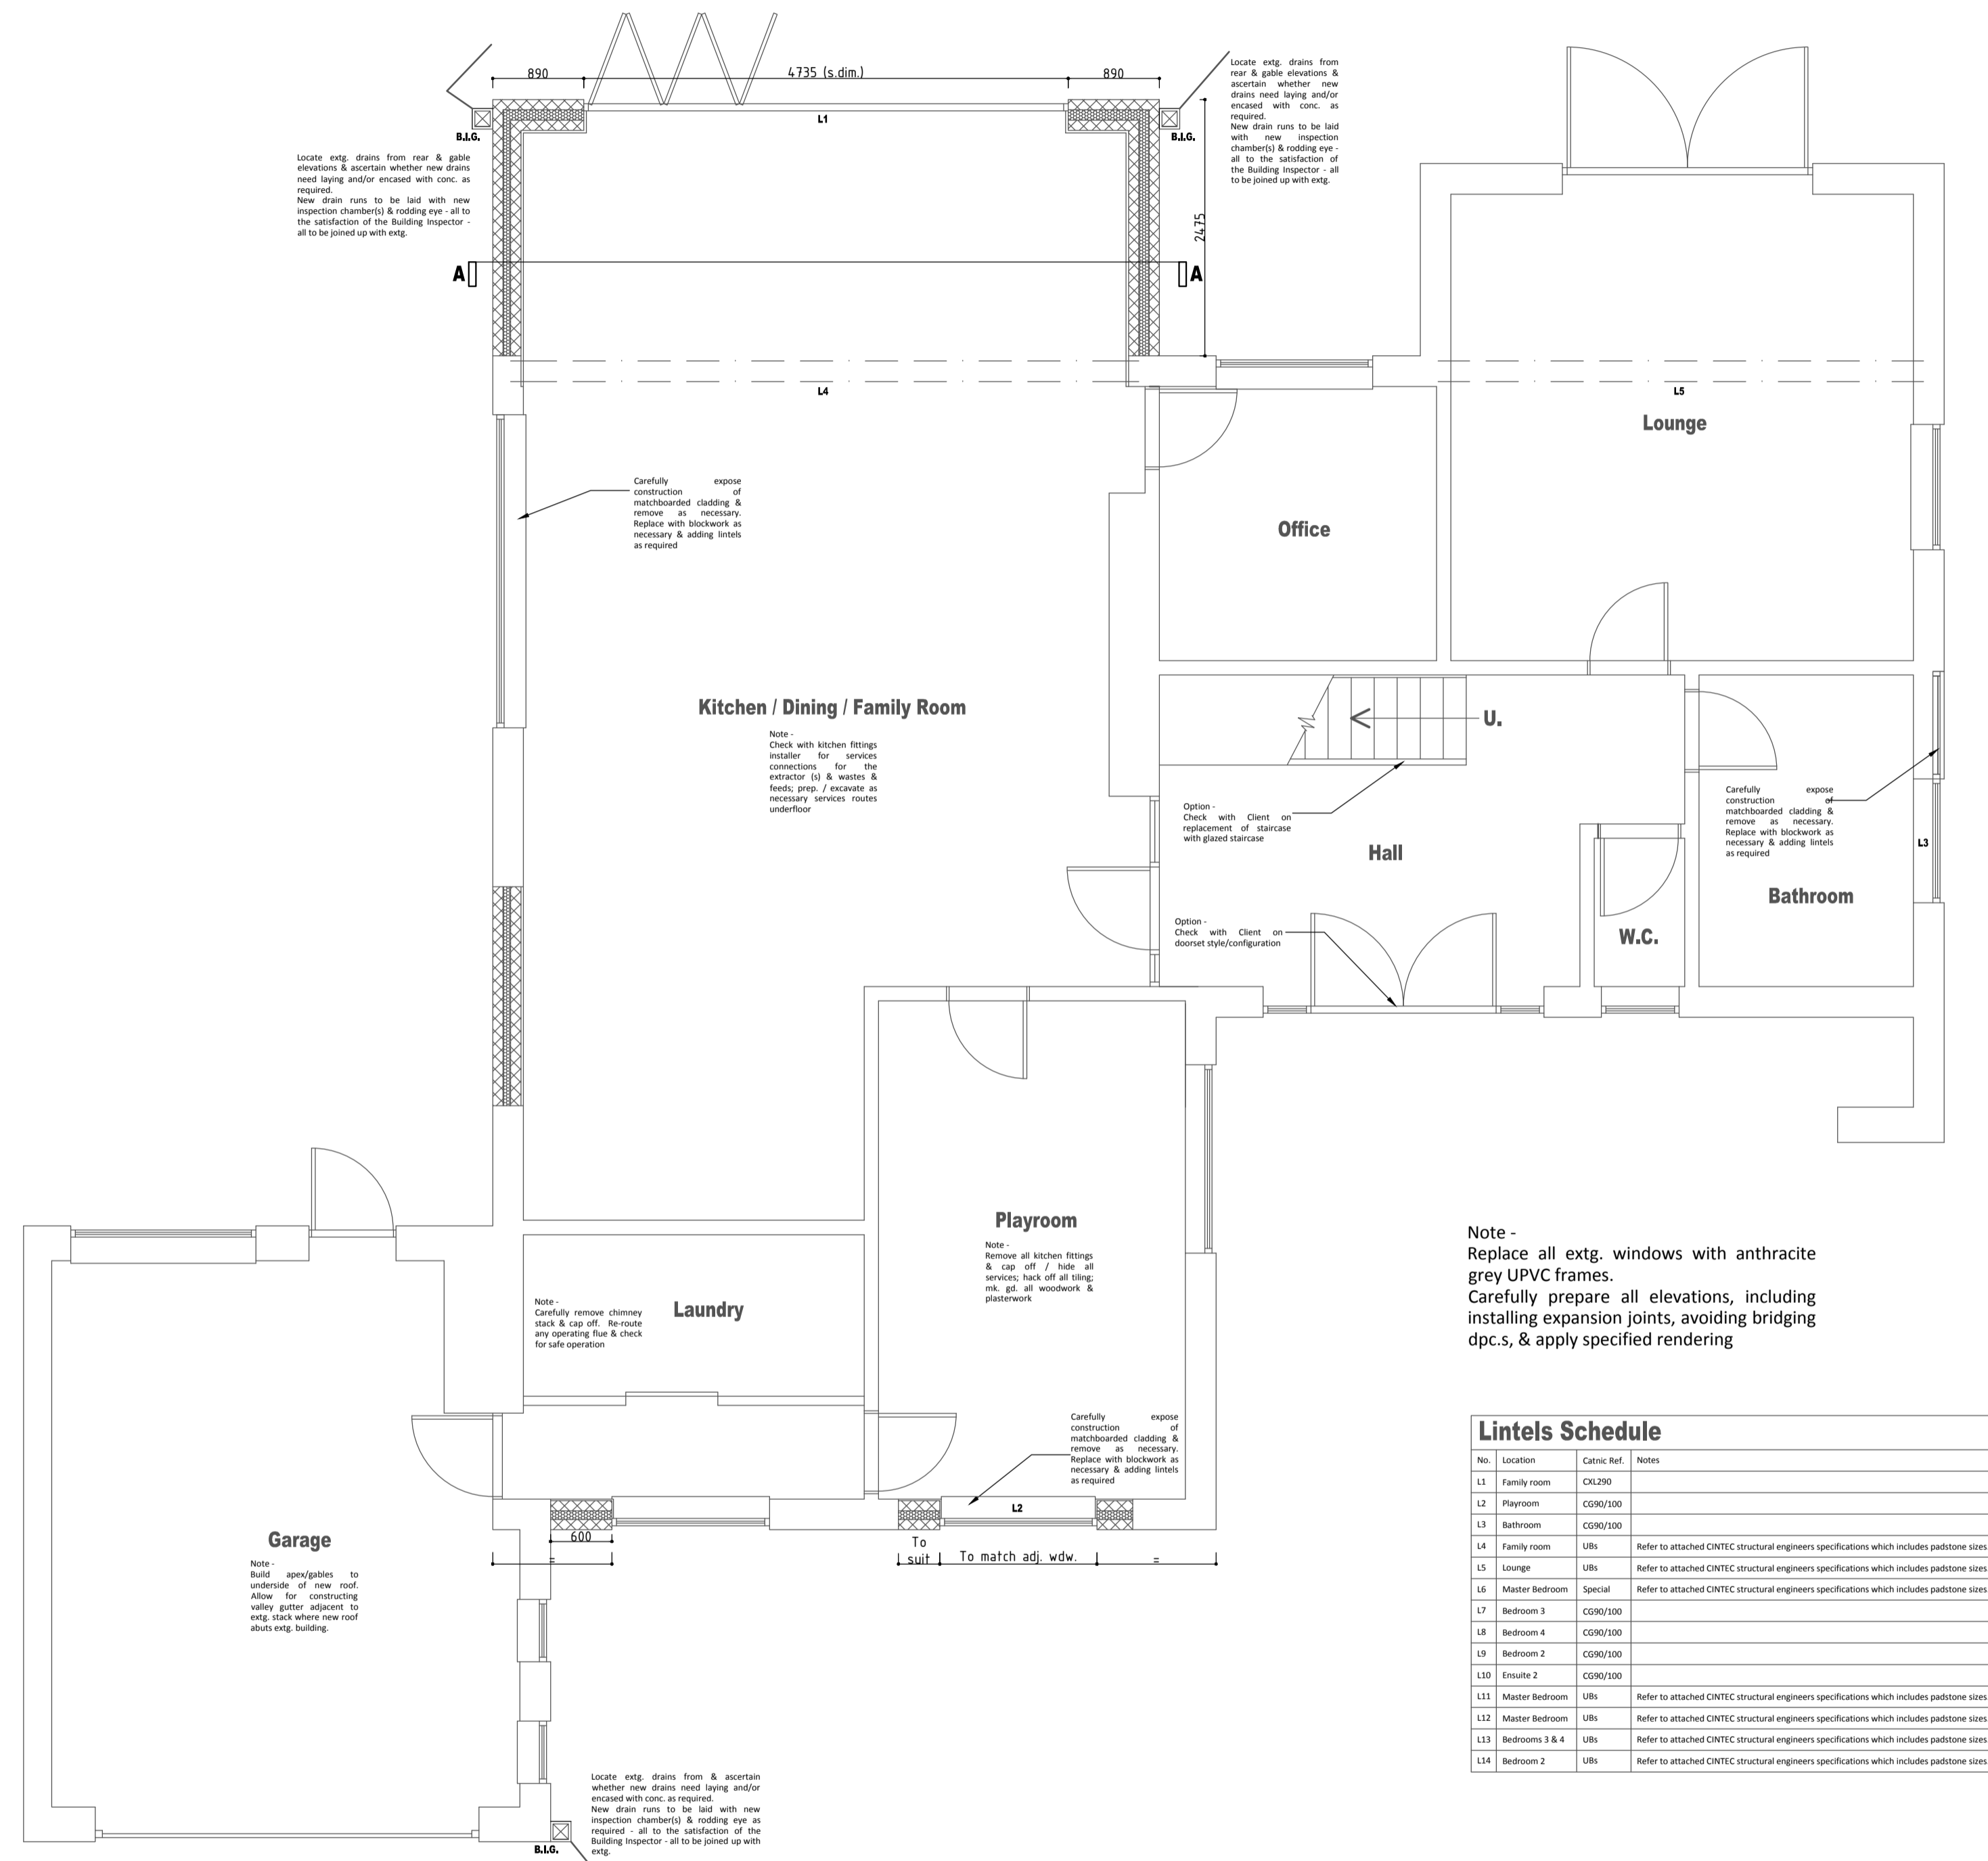 890
4735 (s.dim.)
890
L1
B.I.G.
B.I.G.
Locate extg. drains from
rear & gable elevations &
ascertain whether new
drains need laying and/or
encased with conc. as
required.
New drain runs to be laid
with new inspection
chamber(s) & rodding eye -
all to the satisfaction of
the Building Inspector - all
to be joined up with extg.
Locate extg. drains from rear & gable
elevations & ascertain whether new drains
need laying and/or encased with conc. as
required.
New drain runs to be laid with new
inspection chamber(s) & rodding eye - all to
the satisfaction of the Building Inspector -
all to be joined up with extg.
2475
A
A
L4
L5
Lounge
Carefully expose
construction of
matchboarded cladding &
remove as necessary.
Replace with blockwork as
necessary & adding lintels
as required
Office
Kitchen / Dining / Family Room
Note -
Check with kitchen fittings
installer for services
connections for the
extractor (s) & wastes &
feeds; prep. / excavate as
necessary services routes
underfloor
U.
Option -
Check with Client on
replacement of staircase
with glazed staircase
Hall
Carefully expose
construction of
matchboarded cladding &
remove as necessary.
Replace with blockwork as
necessary & adding lintels
as required
L3
Bathroom
Option -
Check with Client on
doorset style/configuration
W.C.
Playroom
Note -
Remove all kitchen fittings
& cap off / hide all
services; hack off all tiling;
mk. gd. all woodwork &
plasterwork
Note -
Replace all extg. windows with anthracite
grey UPVC frames.
Carefully prepare all elevations, including
installing expansion joints, avoiding bridging
dpc.s, & apply specified rendering
Note -
Carefully remove chimney
stack & cap off. Re-route
any operating flue & check
for safe operation
Laundry
Carefully expose
construction of
matchboarded cladding &
remove as necessary.
Replace with blockwork as
necessary & adding lintels
as required
L2
600
=
To
suit
To match adj. wdw.
=
Garage
Note -
Build apex/gables to
underside of new roof.
Allow for constructing
valley gutter adjacent to
extg. stack where new roof
abuts extg. building.
Locate extg. drains from & ascertain
whether new drains need laying and/or
encased with conc. as required.
New drain runs to be laid with new
inspection chamber(s) & rodding eye as
required - all to the satisfaction of the
Building Inspector - all to be joined up with
extg.
B.I.G.
Lintels Schedule
No. Location Catnic Ref. Notes
L1 Family room CXL290
L2 Playroom CG90/100
L3 Bathroom CG90/100
L4 Family room UBs Refer to attached CINTEC structural engineers specifications which includes padstone sizes
L5 Lounge UBs Refer to attached CINTEC structural engineers specifications which includes padstone sizes
L6 Master Bedroom Special Refer to attached CINTEC structural engineers specifications which includes padstone sizes
L7 Bedroom 3 CG90/100
L8 Bedroom 4 CG90/100
L9 Bedroom 2 CG90/100
L10 Ensuite 2 CG90/100
L11 Master Bedroom UBs Refer to attached CINTEC structural engineers specifications which includes padstone sizes
L12 Master Bedroom UBs Refer to attached CINTEC structural engineers specifications which includes padstone sizes
L13 Bedrooms 3 & 4 UBs Refer to attached CINTEC structural engineers specifications which includes padstone sizes
L14 Bedroom 2 UBs Refer to attached CINTEC structural engineers specifications which includes padstone sizes